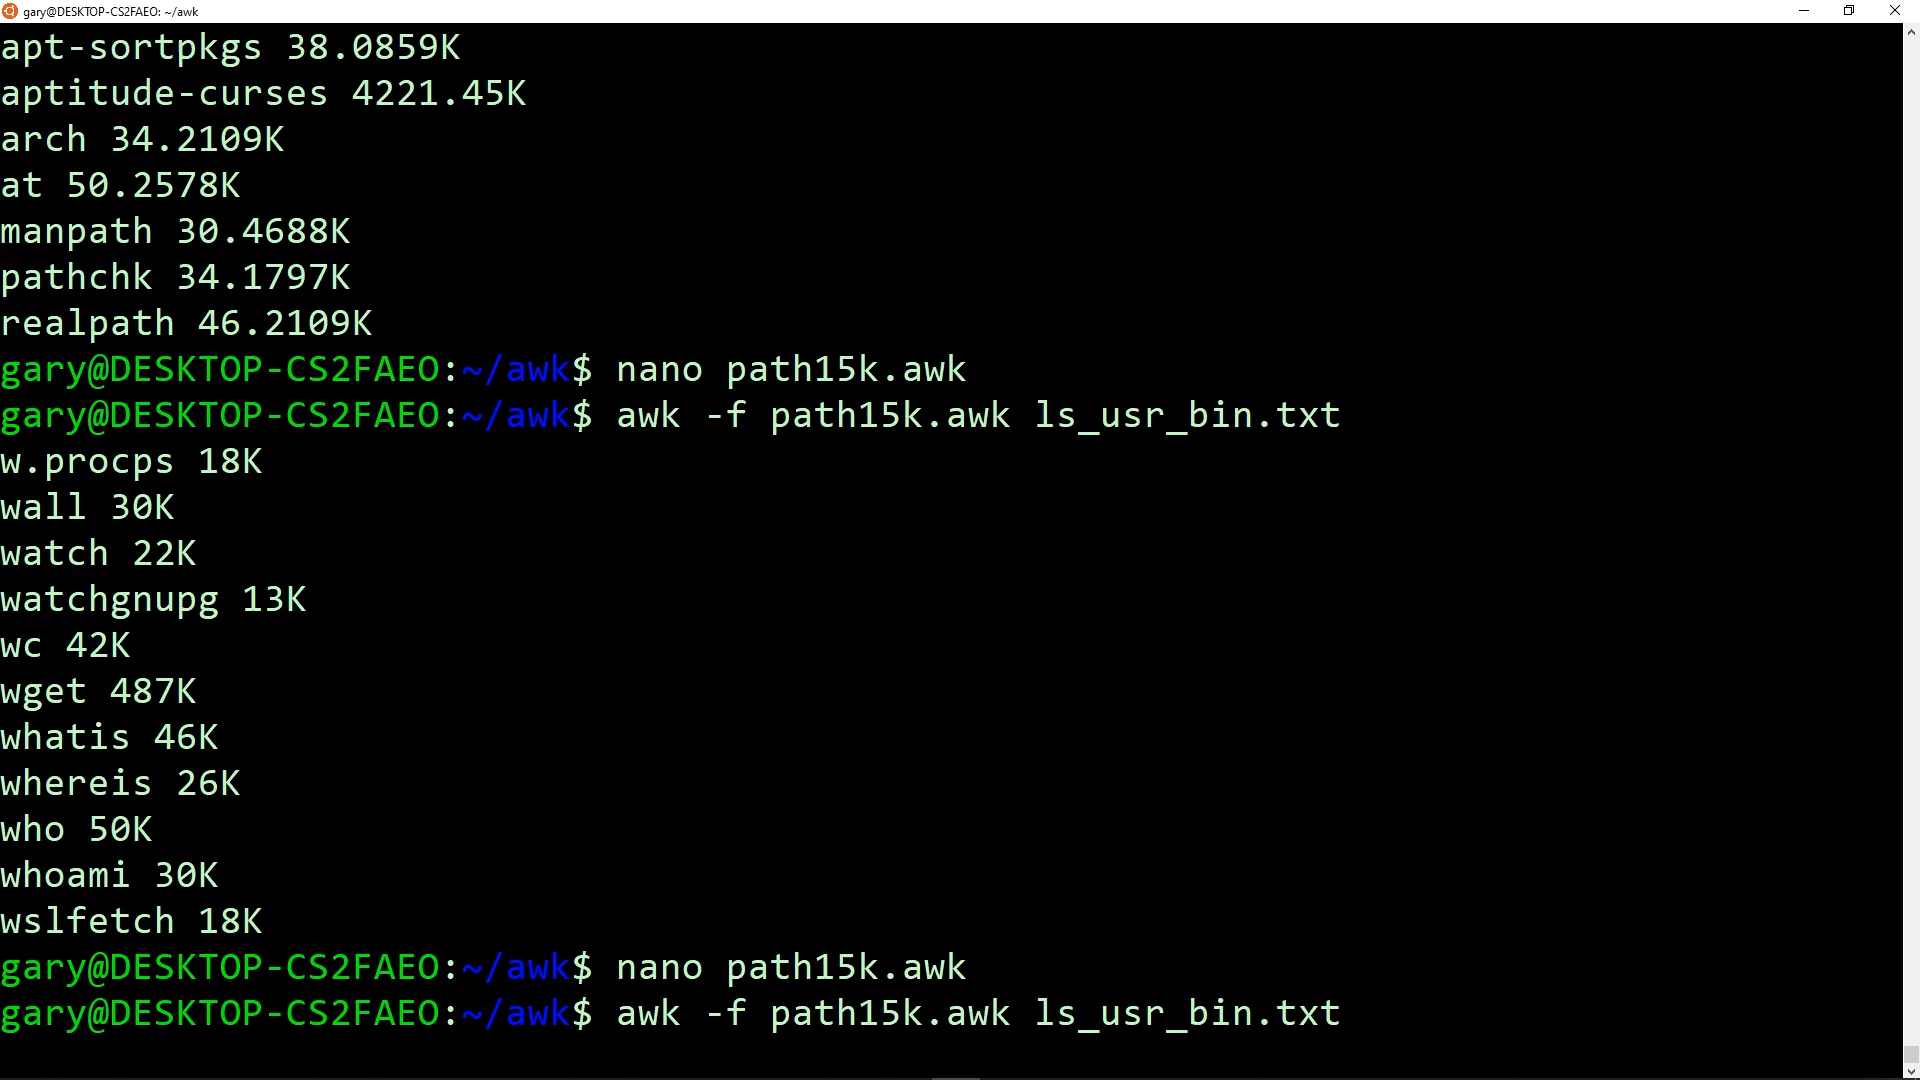 gary@DESKTOP-CS2FAEO: ~/awk
apt-sortpkgs 38.0859K
aptitude-curses 4221.45K
arch 34.2109K
at 50.2578K
manpath 30.4688K
pathchk 34.1797K
realpath 46.2109K
gary@DESKTOP-CS2FAEO:~/awk$ nano path15k.awk
gary@DESKTOP-CS2FAEO:~/awk$ awk -f path15k.awk ls_usr_bin.txt
w.procps 18K
wall 30K
watch 22K
watchgnupg 13K
wc 42K
wget 487K
whatis 46K
whereis 26K
who 50K
whoami 30K
wslfetch 18K
gary@DESKTOP-CS2FAEO:~/awk$ nano path15k.awk
gary@DESKTOP-CS2FAEO:~/awk$ awk -f path15k.awk ls_usr_bin.txt